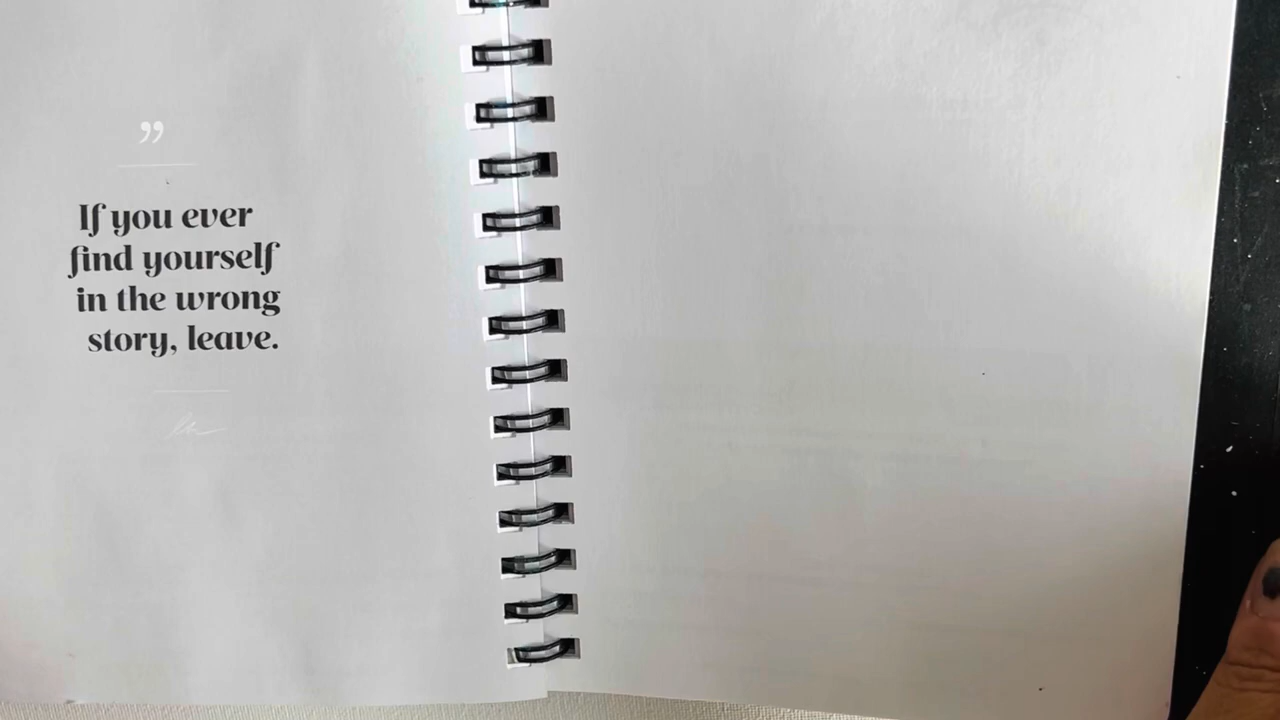 ”
If you ever
find yourself
in the wrong
story, leave.